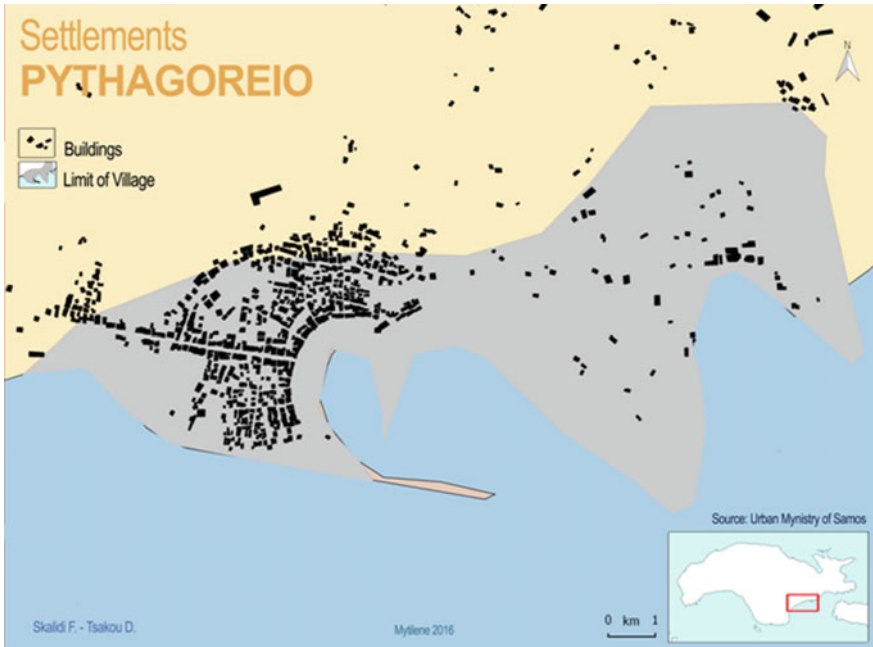 Settlements
PYTHAGOREIO
N
Buildings
Limit of Village
Source: Urban Mynistry of Samos
0 km 1
Skalidi F. - Tsakou D.
Mytilene 2016